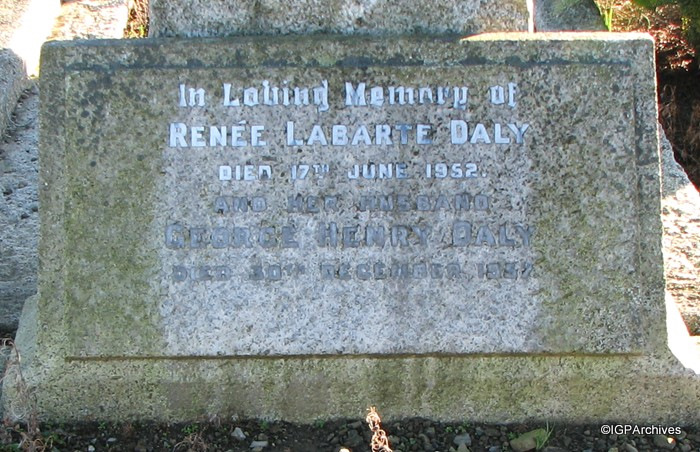 In Loving Memory of
RENÉE LABARTE DALY
DIED 17TH JUNE 1952.
AND HER HUSBAND
GEORGE HENRY DALY
DIED 30TH DECEMBER
©IGPArchives